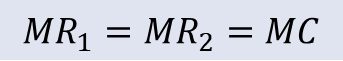 MR₁ = MR₂ = MC